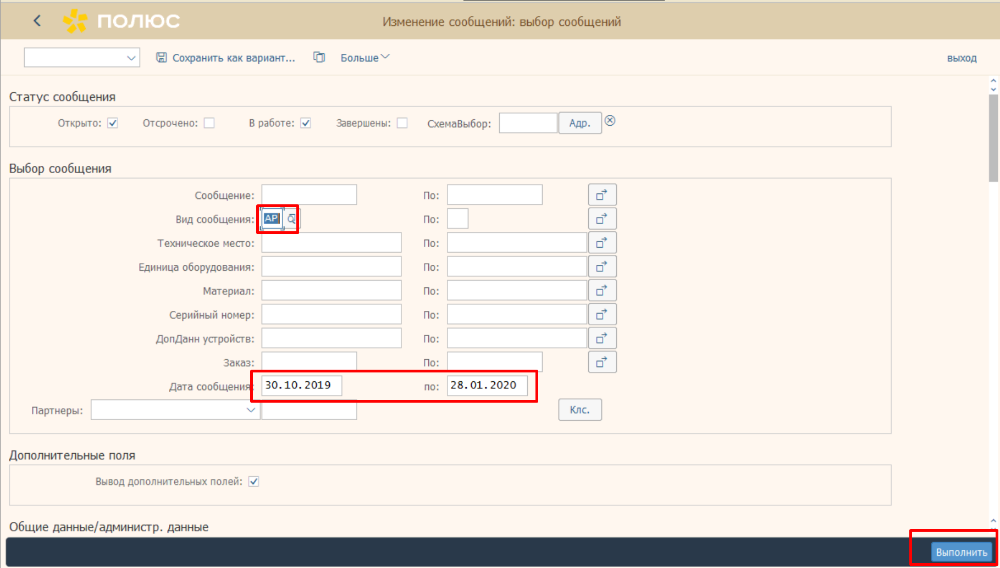 ПОЛЮС
Изменение сообщений: выбор сообщений
Сохранить как вариант...
Больше
выход
Статус сообщения
Открыто: Отсрочено: В работе: Завершены: СхемаВыбор: Адр.
Выбор сообщения
Сообщение: По:
Вид сообщения: AP По:
Техническое место: По:
Единица оборудования: По:
Материал: По:
Серийный номер: По:
ДопДанн устройств: По:
Заказ: По:
Дата сообщения: 30.10.2019 по: 28.01.2020
Партнеры: Клс.
Дополнительные поля
Вывод дополнительных полей:
Общие данные/администр. данные
Выполнить